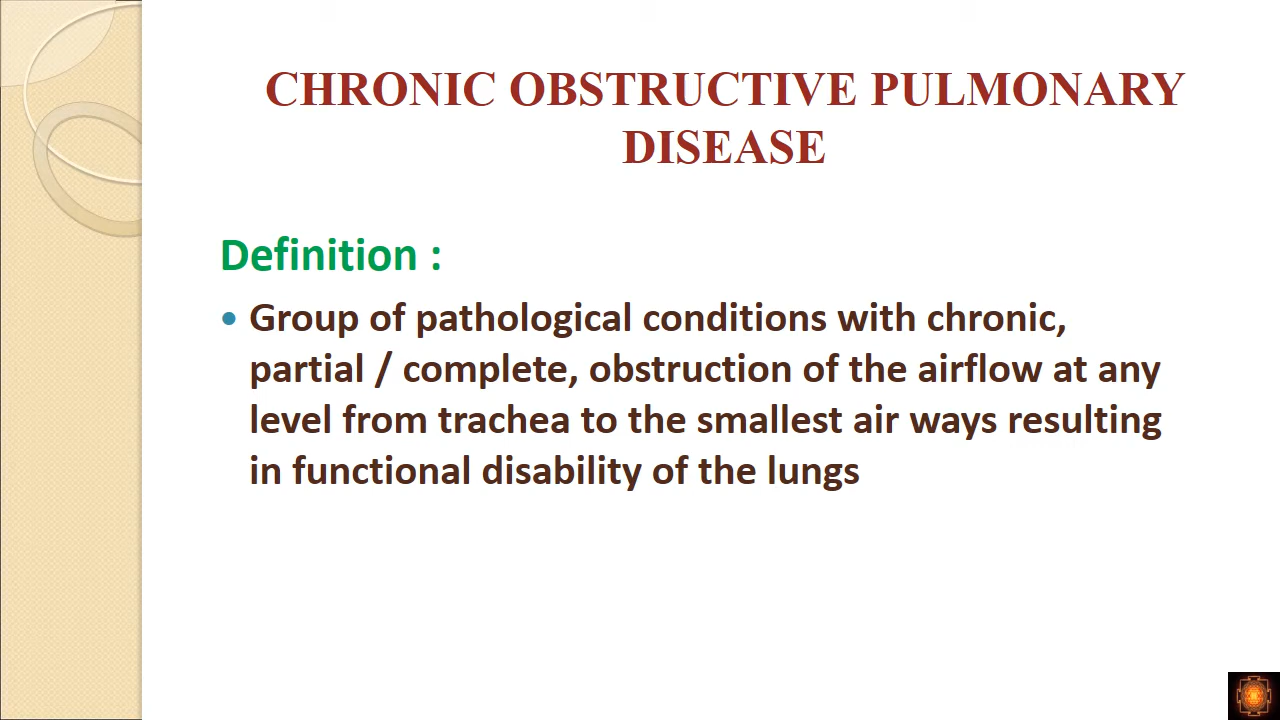 CHRONIC OBSTRUCTIVE PULMONARY
DISEASE
Definition :
• Group of pathological conditions with chronic,
partial / complete, obstruction of the airflow at any
level from trachea to the smallest air ways resulting
in functional disability of the lungs